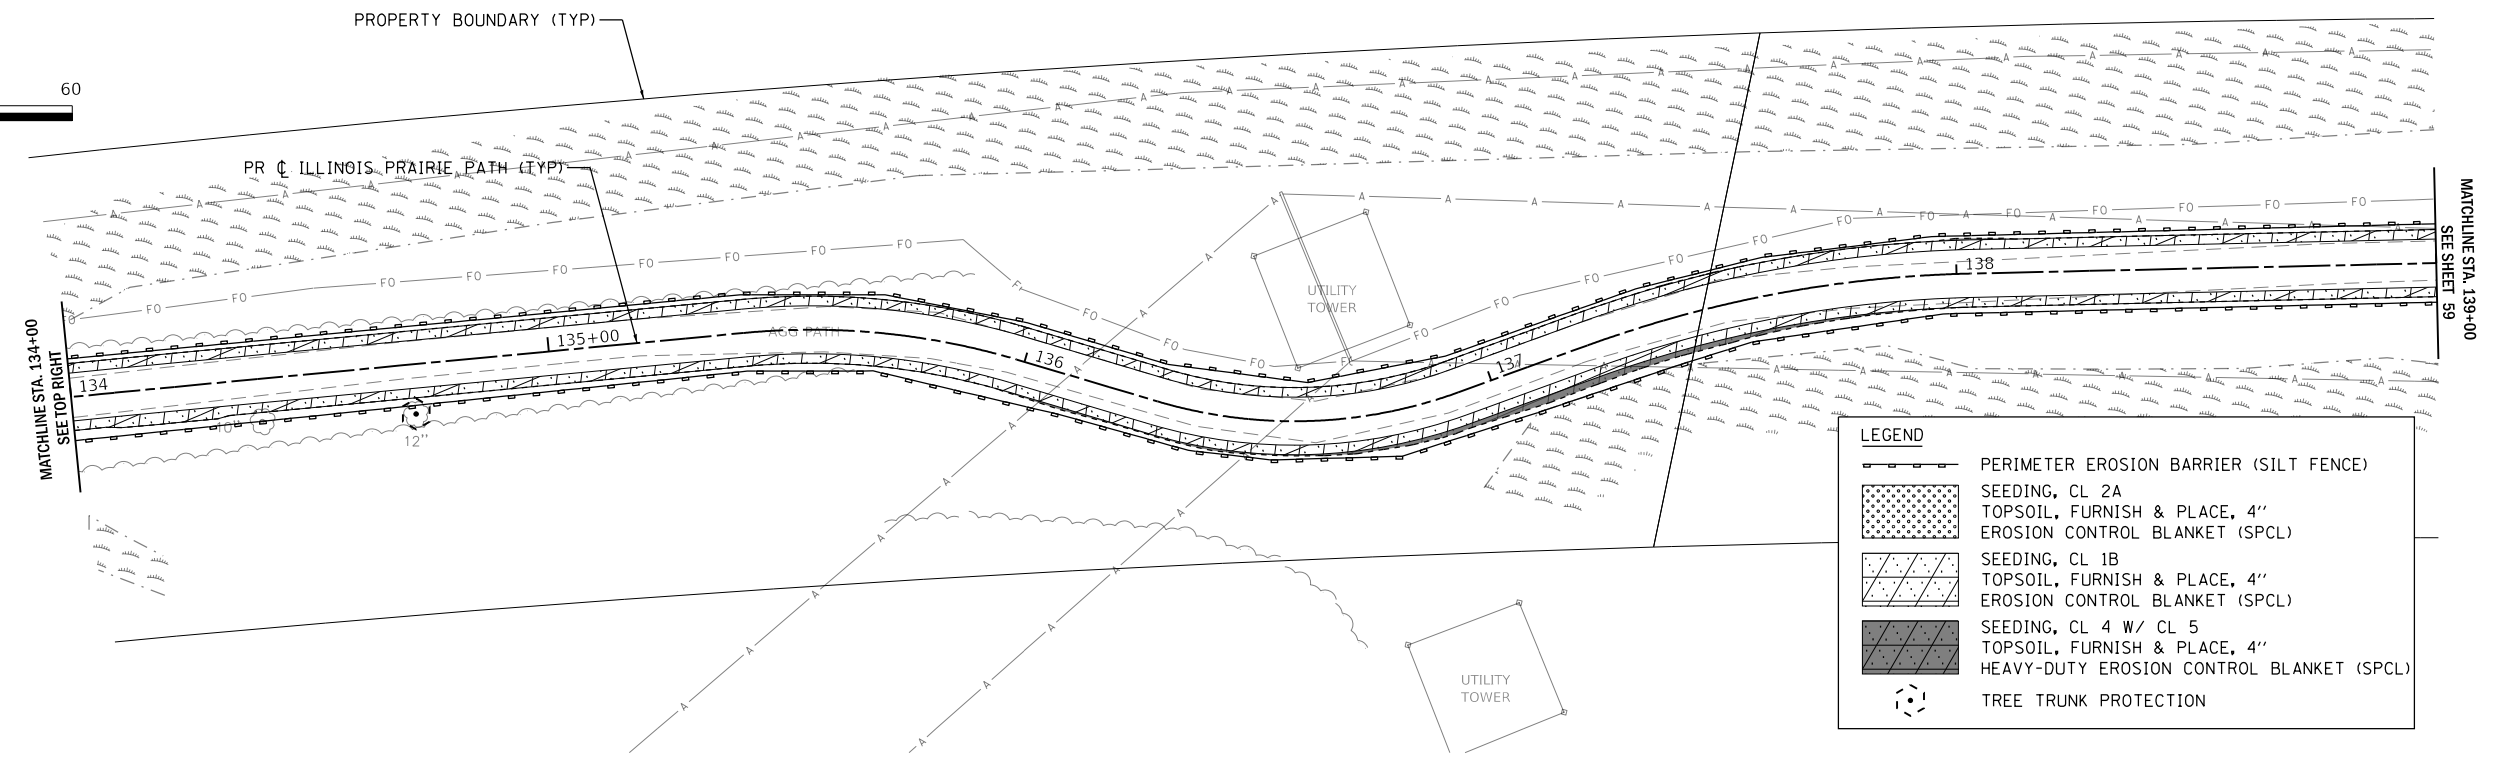 PROPERTY BOUNDARY (TYP)
60
PR ℄ ILLINOIS PRAIRIE PATH (TYP)
MATCHLINE STA. 134+00
SEE TOP RIGHT
134
135+00
AGG PATH
136
137
138
10"
12''
UTILITY
TOWER
UTILITY
TOWER
MATCHLINE STA. 139+00
SEE SHEET 59
LEGEND
PERIMETER EROSION BARRIER (SILT FENCE)
SEEDING, CL 2A
TOPSOIL, FURNISH & PLACE, 4''
EROSION CONTROL BLANKET (SPCL)
SEEDING, CL 1B
TOPSOIL, FURNISH & PLACE, 4''
EROSION CONTROL BLANKET (SPCL)
SEEDING, CL 4 W/ CL 5
TOPSOIL, FURNISH & PLACE, 4''
HEAVY-DUTY EROSION CONTROL BLANKET (SPCL)
TREE TRUNK PROTECTION